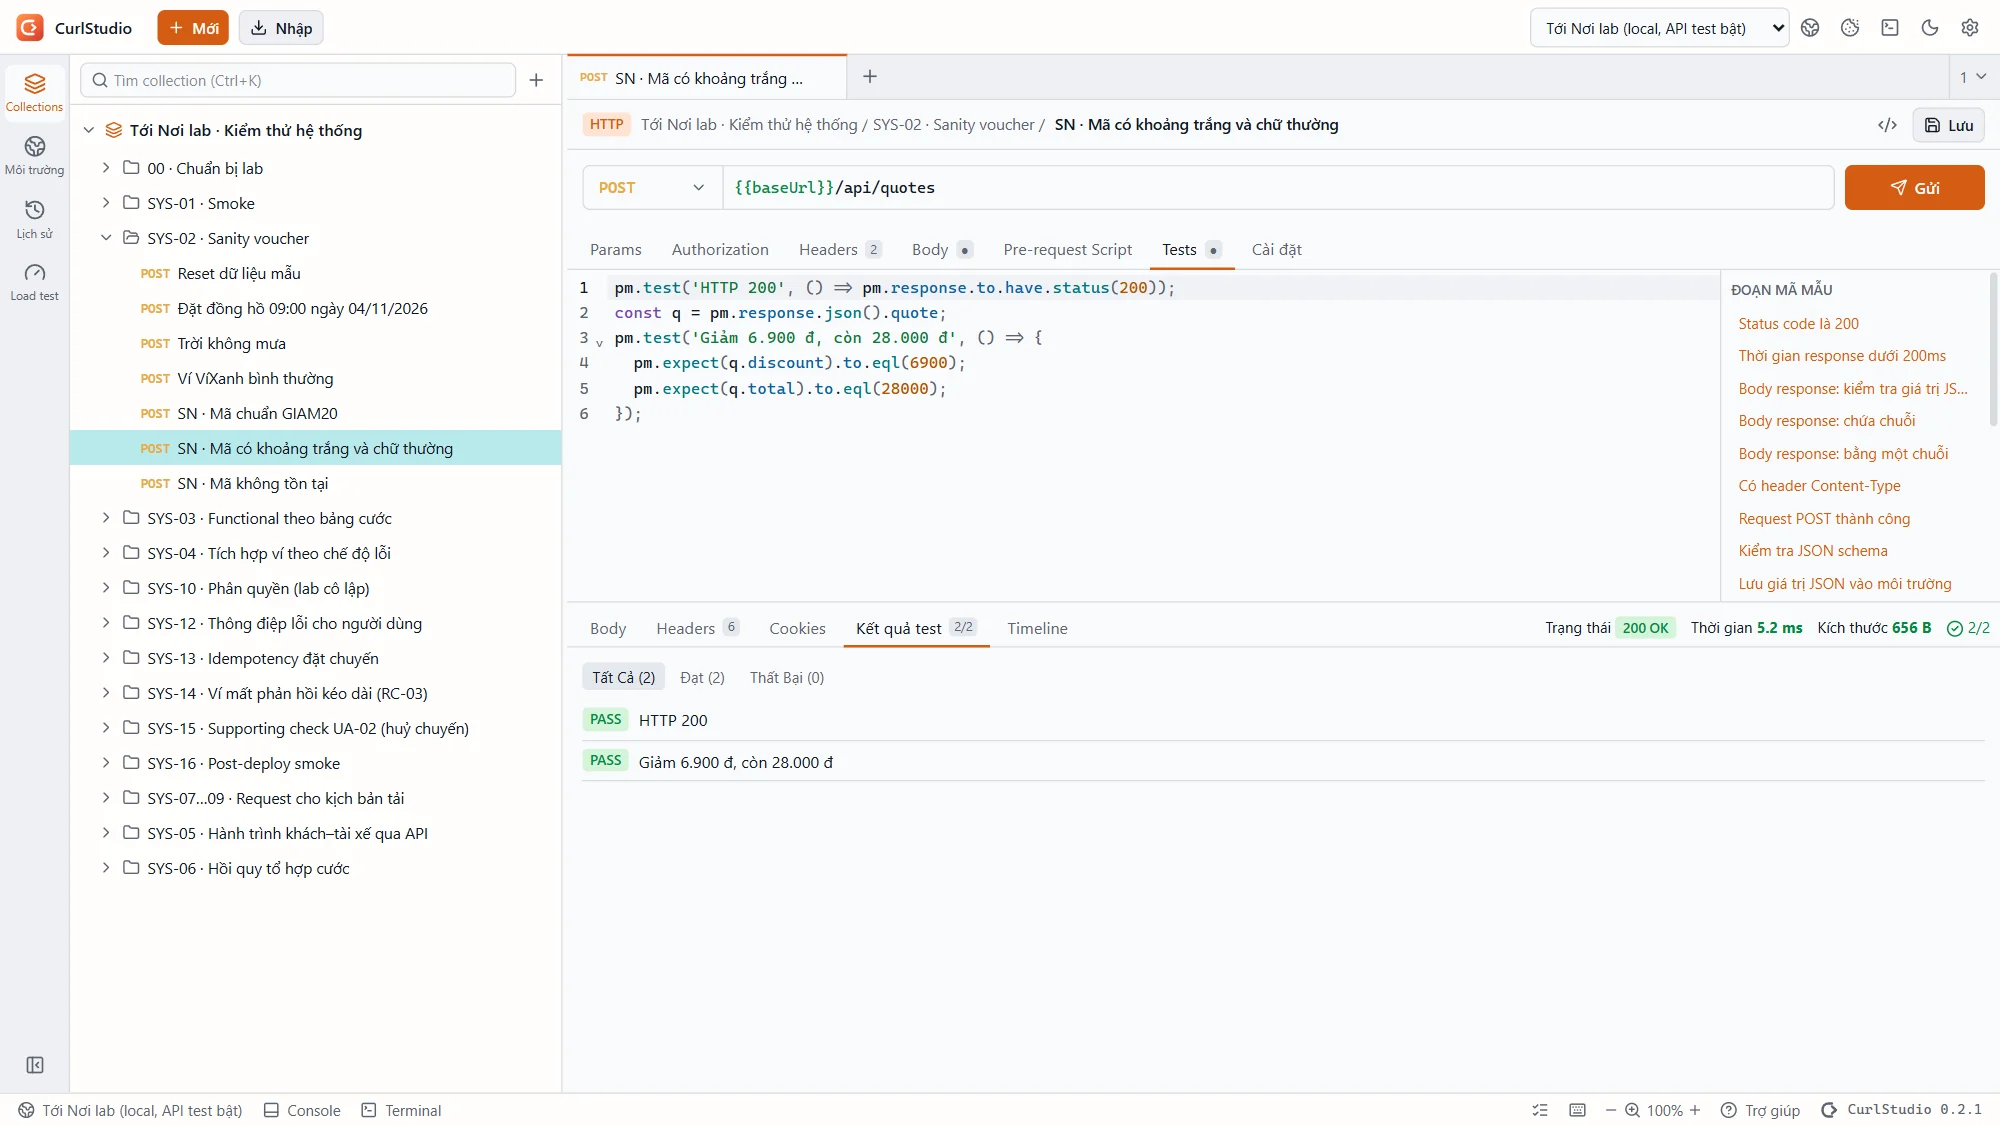 CurlStudio
Mới
Nhập
Tới Nơi lab (local, API test bật)
Collections
Môi trường
Lịch sử
Load test
Tìm collection (Ctrl+K)
Tới Nơi lab · Kiểm thử hệ thống
00 · Chuẩn bị lab
SYS-01 · Smoke
SYS-02 · Sanity voucher
POST Reset dữ liệu mẫu
POST Đặt đồng hồ 09:00 ngày 04/11/2026
POST Trời không mưa
POST Ví VíXanh bình thường
POST SN · Mã chuẩn GIAM20
POST SN · Mã có khoảng trắng và chữ thường
POST SN · Mã không tồn tại
SYS-03 · Functional theo bảng cước
SYS-04 · Tích hợp ví theo chế độ lỗi
SYS-10 · Phân quyền (lab cô lập)
SYS-12 · Thông điệp lỗi cho người dùng
SYS-13 · Idempotency đặt chuyến
SYS-14 · Ví mất phản hồi kéo dài (RC-03)
SYS-15 · Supporting check UA-02 (huỷ chuyến)
SYS-16 · Post-deploy smoke
SYS-07...09 · Request cho kịch bản tải
SYS-05 · Hành trình khách–tài xế qua API
SYS-06 · Hồi quy tổ hợp cước
POST SN · Mã có khoảng trắng ...
1
HTTP Tới Nơi lab · Kiểm thử hệ thống / SYS-02 · Sanity voucher / SN · Mã có khoảng trắng và chữ thường
</> Lưu
POST {{baseUrl}}/api/quotes
Gửi
Params Authorization Headers 2 Body Pre-request Script Tests Cài đặt
1 pm.test('HTTP 200', () => pm.response.to.have.status(200));
2 const q = pm.response.json().quote;
3 pm.test('Giảm 6.900 đ, còn 28.000 đ', () => {
4 pm.expect(q.discount).to.eql(6900);
5 pm.expect(q.total).to.eql(28000);
6 });
ĐOẠN MÃ MẪU
Status code là 200
Thời gian response dưới 200ms
Body response: kiểm tra giá trị JS...
Body response: chứa chuỗi
Body response: bằng một chuỗi
Có header Content-Type
Request POST thành công
Kiểm tra JSON schema
Lưu giá trị JSON vào môi trường
Body Headers 6 Cookies Kết quả test 2/2 Timeline
Trạng thái 200 OK Thời gian 5.2 ms Kích thước 656 B 2/2
Tất Cả (2) Đạt (2) Thất Bại (0)
PASS HTTP 200
PASS Giảm 6.900 đ, còn 28.000 đ
Tới Nơi lab (local, API test bật) Console Terminal
100% Trợ giúp CurlStudio 0.2.1